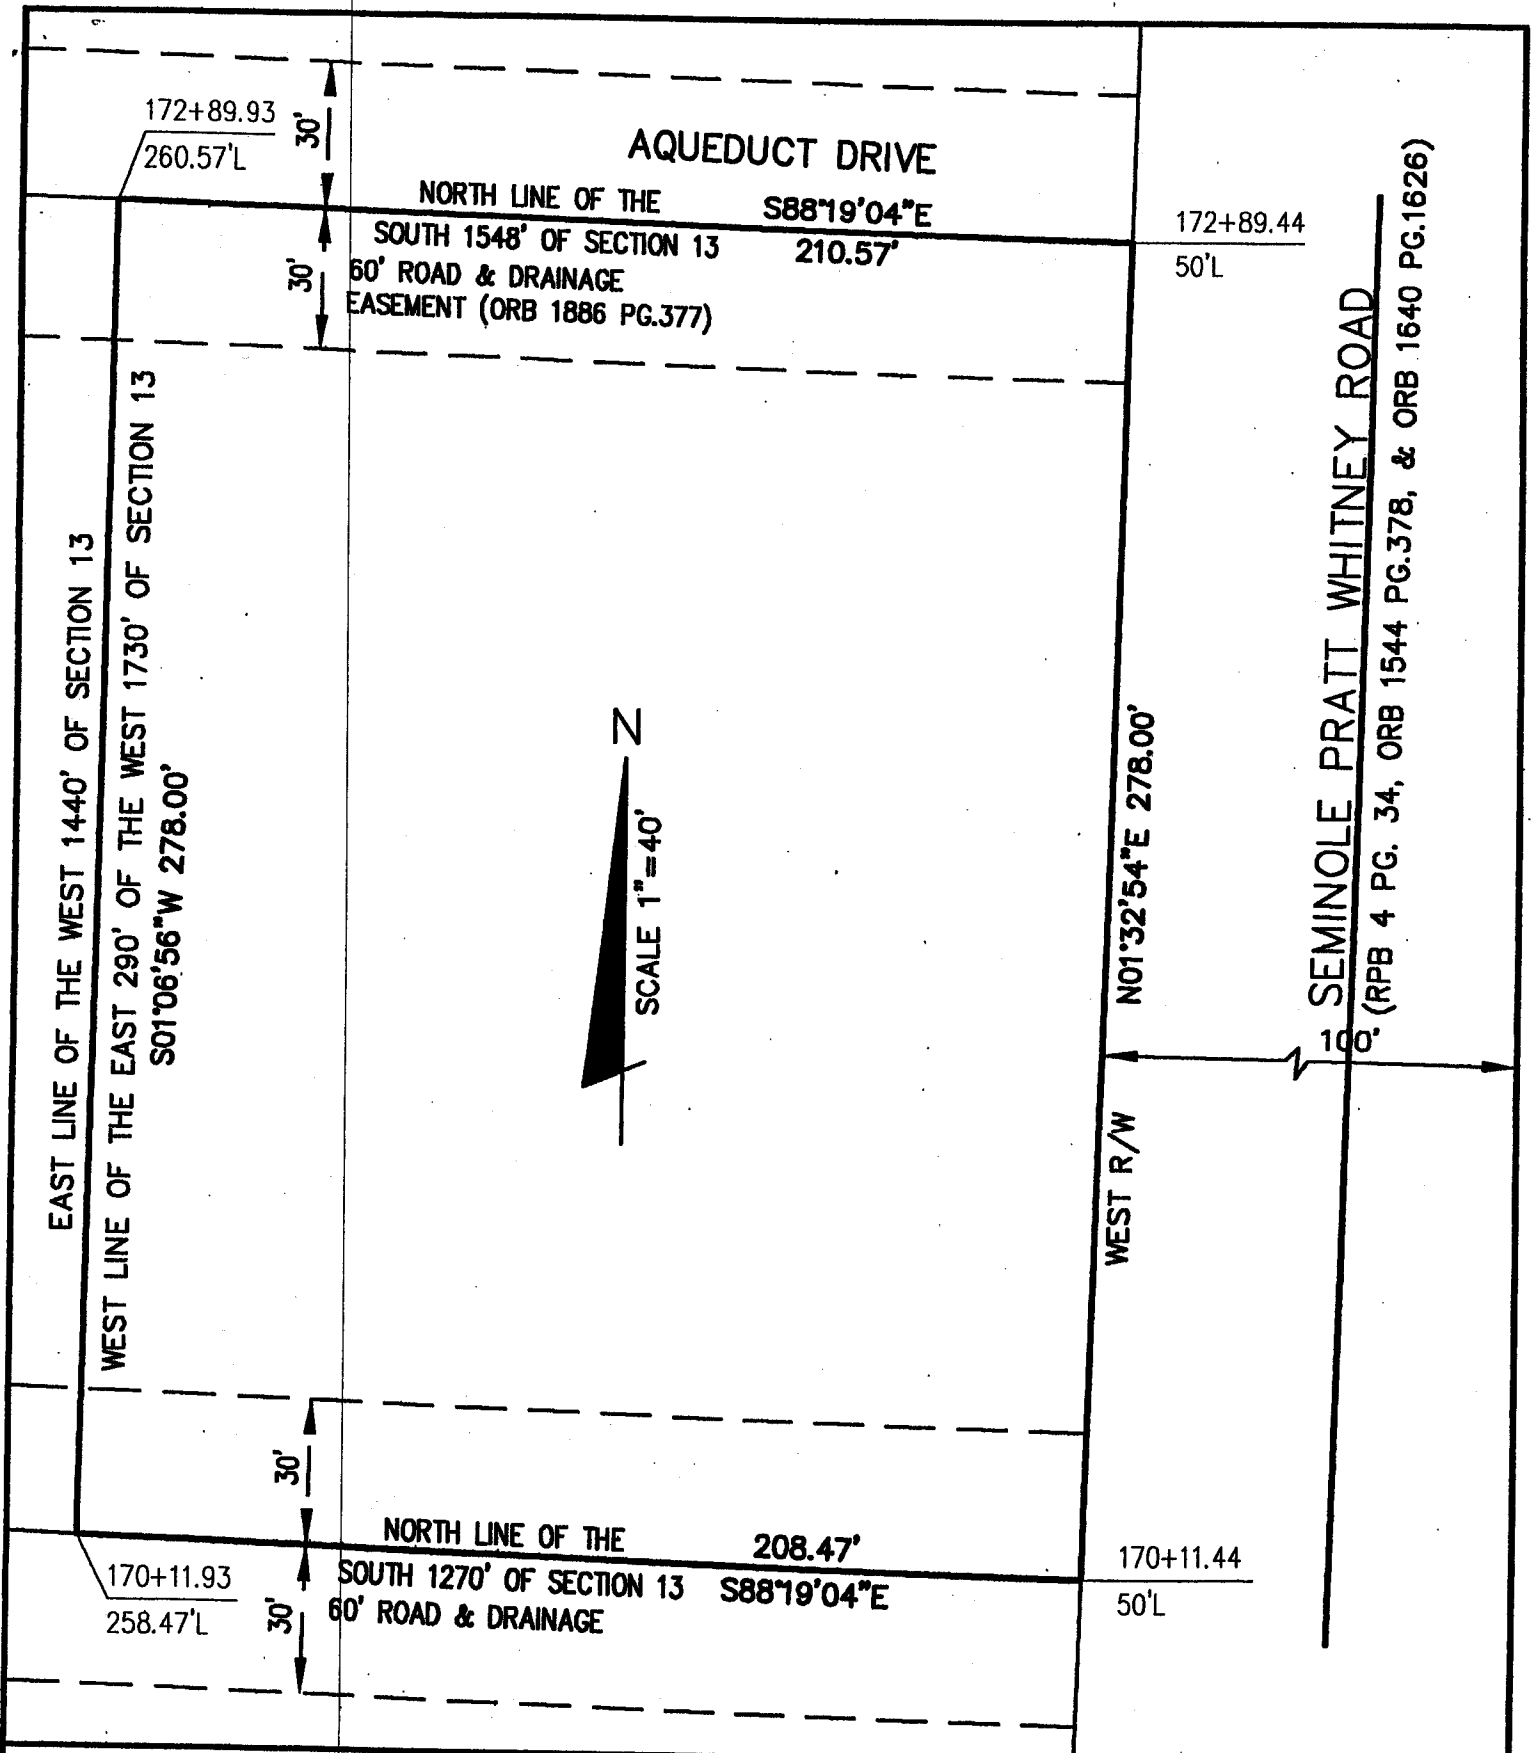 172+89.93
260.57'L
30'
AQUEDUCT DRIVE
NORTH LINE OF THE S88°19'04"E
SOUTH 1548' OF SECTION 13 210.57'
30'
60' ROAD & DRAINAGE
EASEMENT (ORB 1886 PG.377)
172+89.44
50'L
EAST LINE OF THE WEST 1440' OF SECTION 13
WEST LINE OF THE EAST 290' OF THE WEST 1730' OF SECTION 13
S01°06'56"W 278.00'
N
SCALE 1"=40'
N01°32'54"E 278.00'
WEST R/W
SEMINOLE PRATT WHITNEY ROAD
(RPB 4 PG. 34, ORB 1544 PG.378, & ORB 1640 PG.1626)
100'
30'
NORTH LINE OF THE 208.47'
SOUTH 1270' OF SECTION 13 S88°19'04"E
30'
60' ROAD & DRAINAGE
170+11.93
258.47'L
170+11.44
50'L